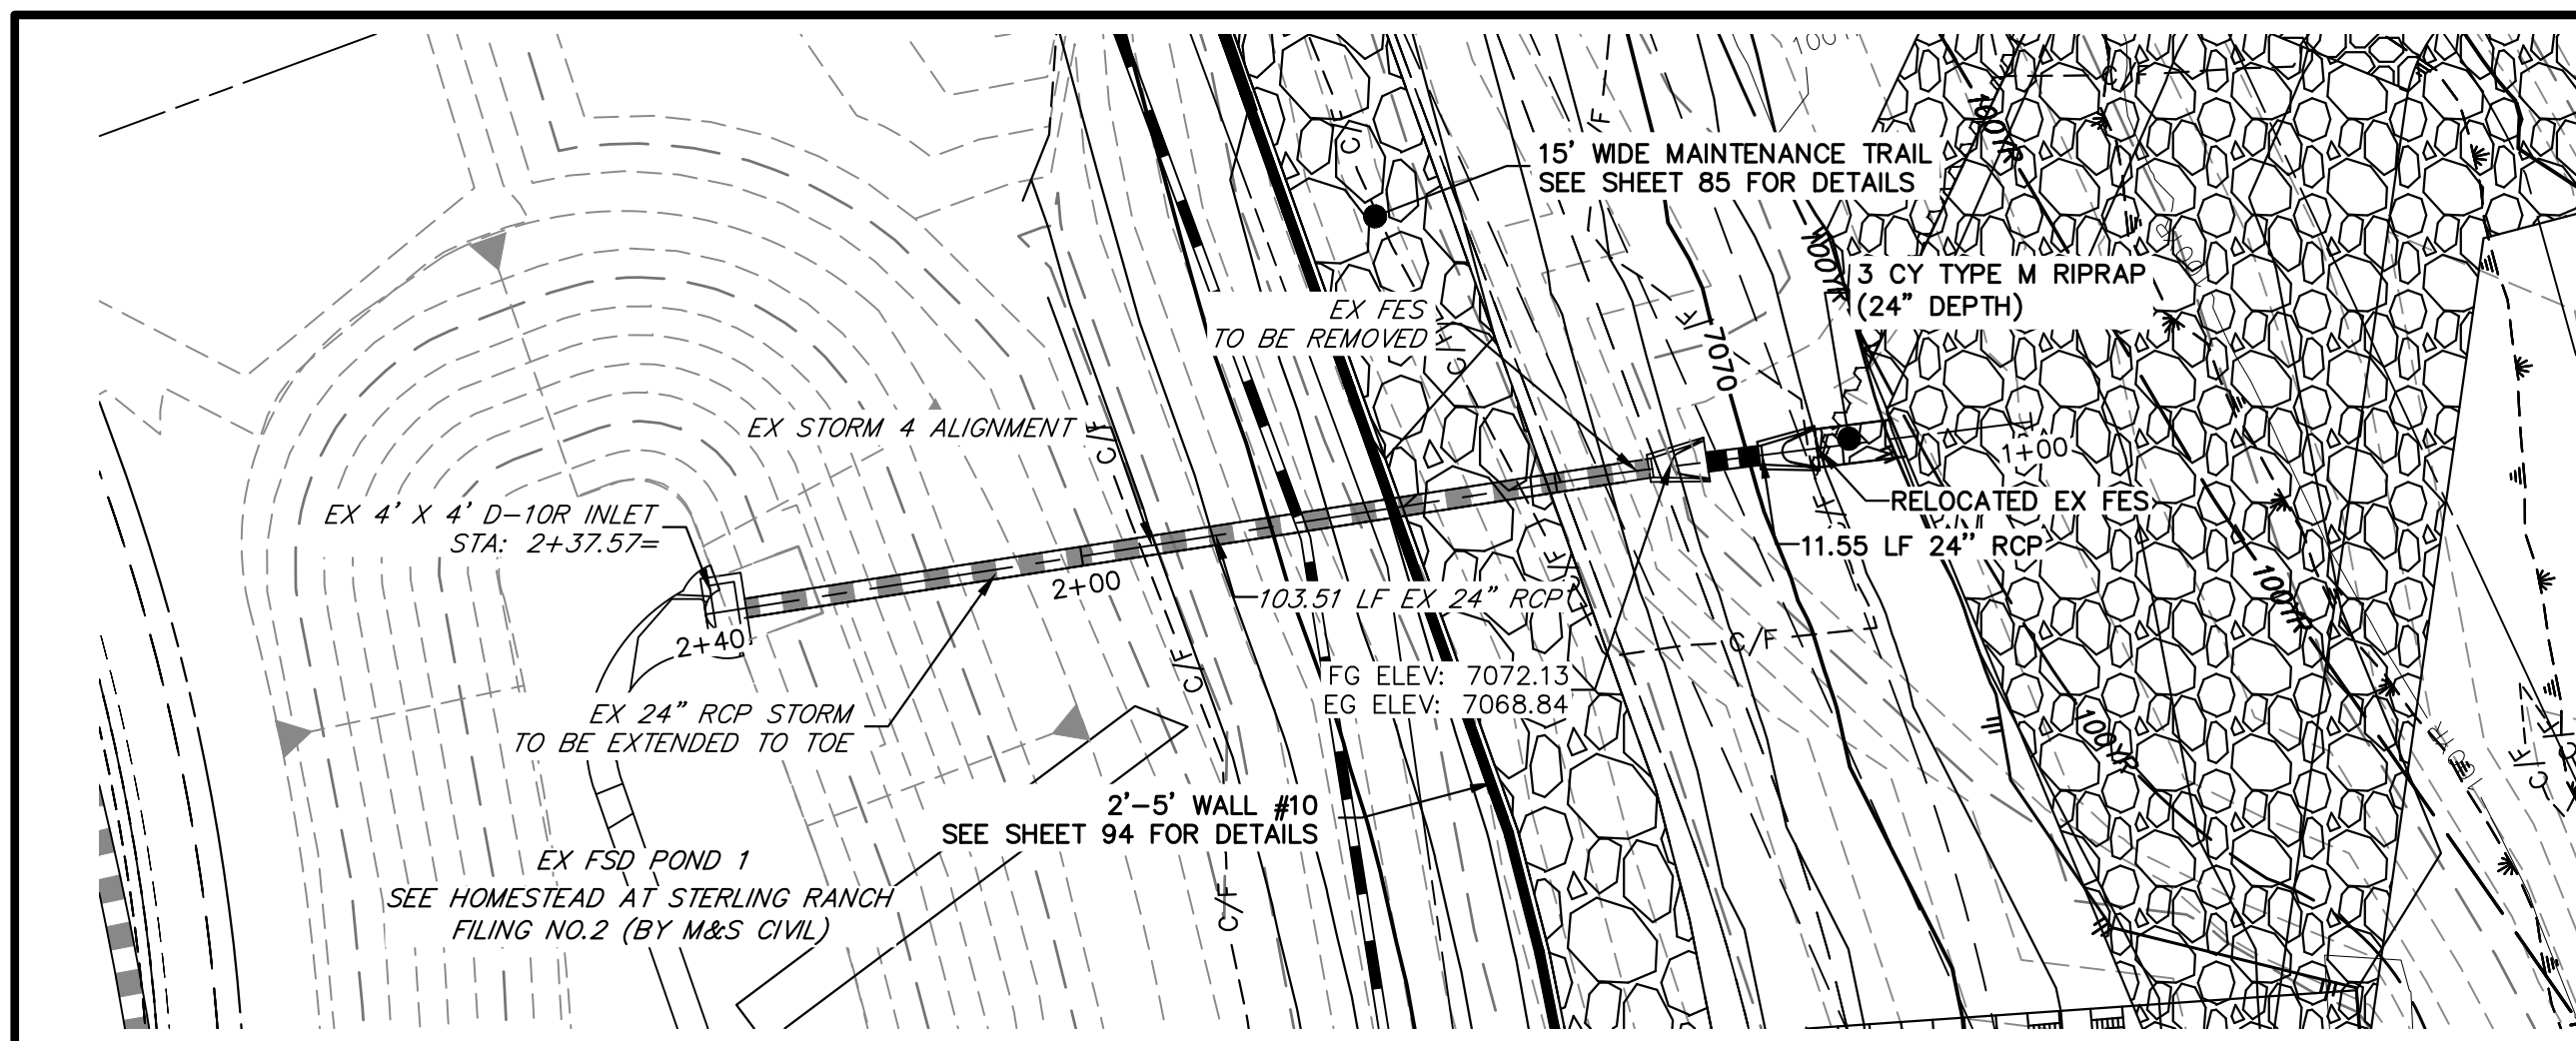 15' WIDE MAINTENANCE TRAIL
SEE SHEET 85 FOR DETAILS
3 CY TYPE M RIPRAP
(24" DEPTH)
EX FES
TO BE REMOVED
EX STORM 4 ALIGNMENT
EX 4' X 4' D-10R INLET
STA: 2+37.57=
2+40
2+00
1+00
7070
RELOCATED EX FES
11.55 LF 24" RCP
103.51 LF EX 24" RCP
FG ELEV: 7072.13
EG ELEV: 7068.84
EX 24" RCP STORM
TO BE EXTENDED TO TOE
2'-5' WALL #10
SEE SHEET 94 FOR DETAILS
EX FSD POND 1
SEE HOMESTEAD AT STERLING RANCH
FILING NO.2 (BY M&S CIVIL)
C/F
C/F
C/F
C/F
C/F
C/F
C/F
C/F
C/F
C/F
100YR
100YR
100YR
100YR